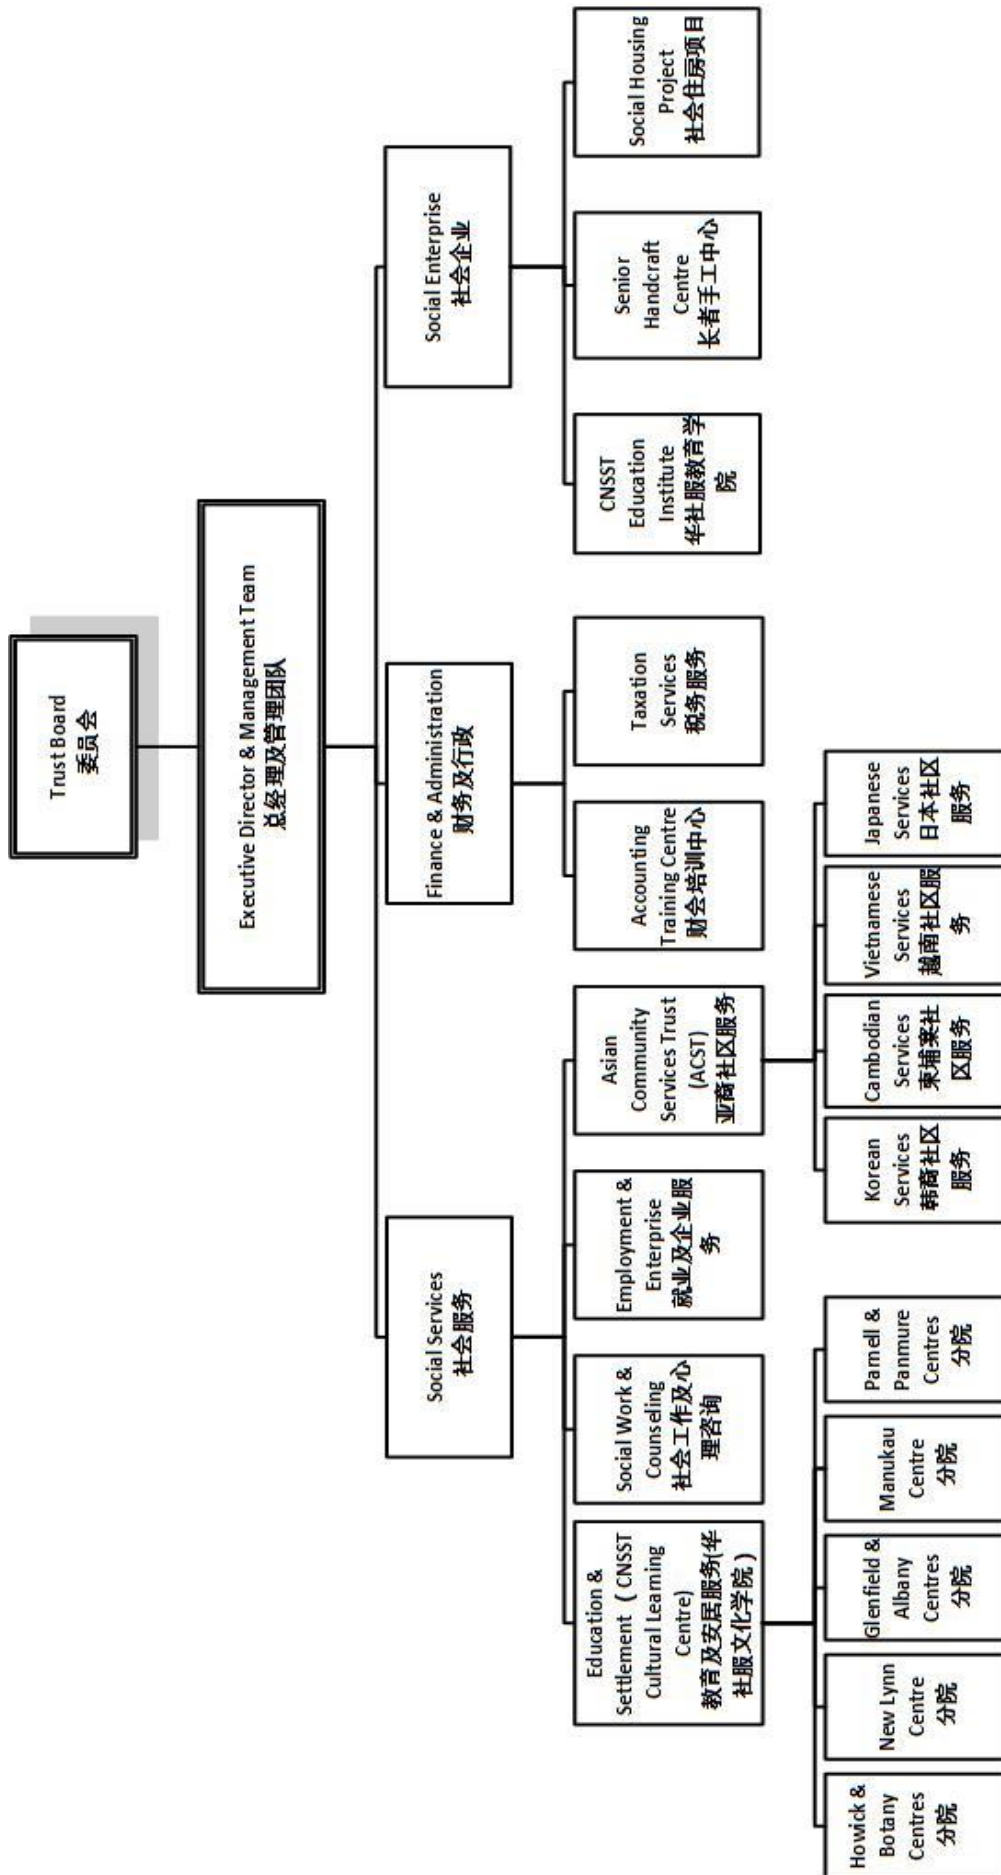 Trust Board
委员会
Executive Director & Management Team
总经理及管理团队
Social Services
社会服务
Finance & Administration
财务及行政
Social Enterprise
社会企业
Education &
Settlement（CNSST
Cultural Learning
Centre)
教育及安居服务(华
社服文化学院）
Social Work &
Counseling
社会工作及心
理咨询
Employment &
Enterprise
就业及企业服
务
Asian
Community
Services Trust
(ACST)
亚裔社区服务
Accounting
Training Centre
财会培训中心
Taxation
Services
税务服务
CNSST
Education
Institute
华社服教育学
院
Senior
Handcraft
Centre
长者手工中心
Social Housing
Project
社会住房项目
Howick &
Botany
Centres
分院
New Lynn
Centre
分院
Glenfield &
Albany
Centres
分院
Manukau
Centre
分院
Parnell &
Panmure
Centres
分院
Korean
Services
韩裔社区
服务
Cambodian
Services
柬埔寨社
区服务
Vietnamese
Services
越南社区服
务
Japanese
Services
日本社区
服务